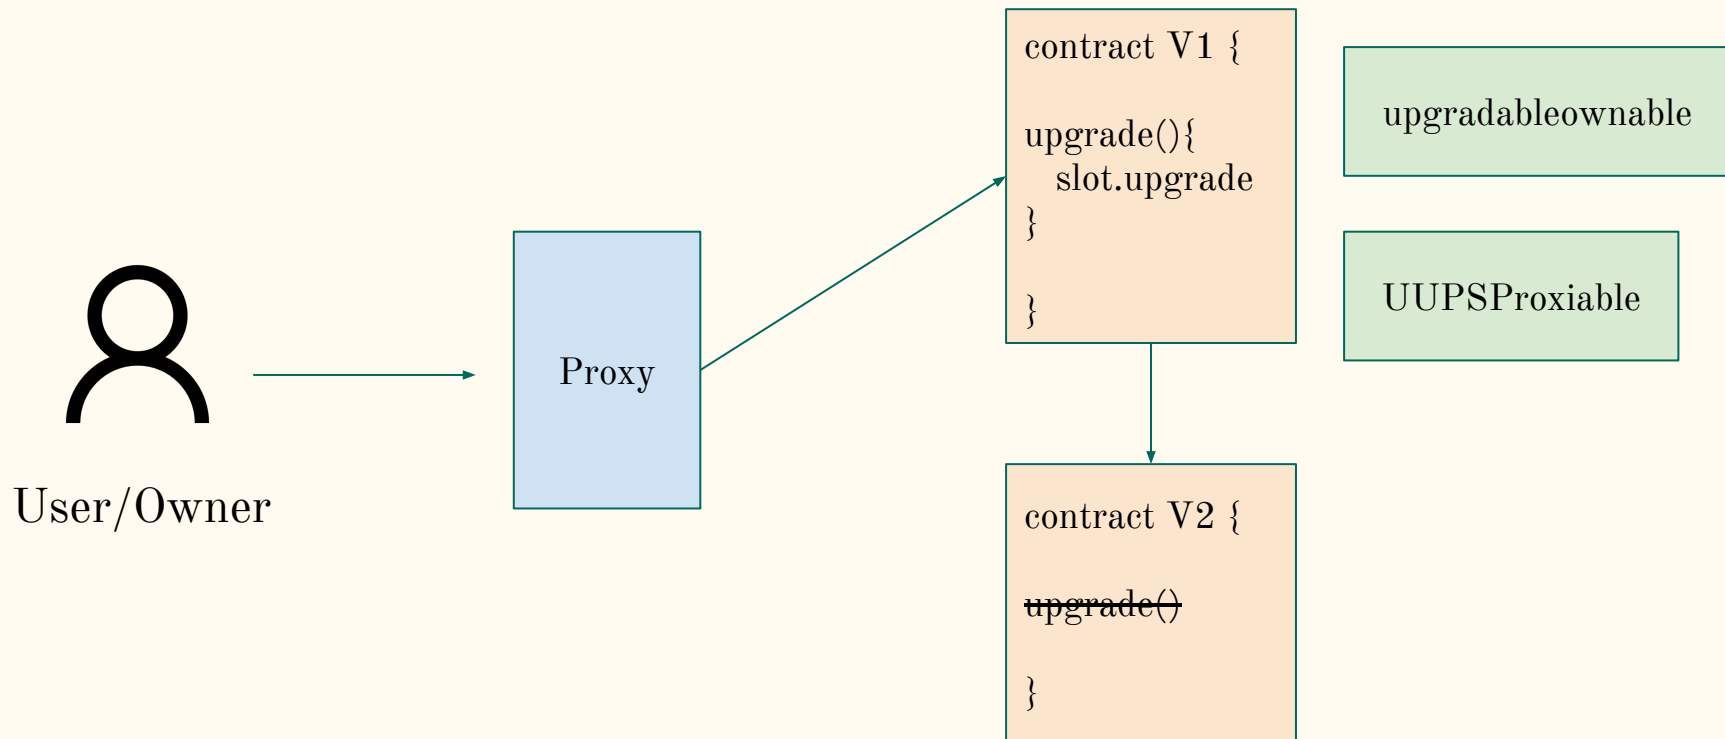 User/Owner
Proxy
contract V1 {
upgrade(){
slot.upgrade
}
}
contract V2 {
upgrade()
}
upgradableownable
UUPSProxiable